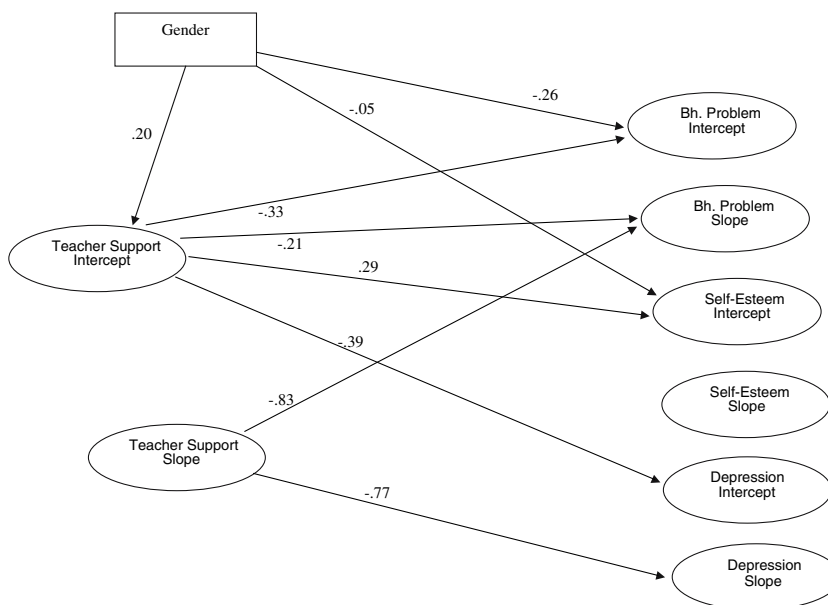 Gender
-.26
-.05
.20
Bh. Problem
Intercept
-.33
Bh. Problem
Slope
Teacher Support
Intercept
-.21
.29
Self-Esteem
Intercept
-.39
Self-Esteem
Slope
-.83
Teacher Support
Slope
Depression
Intercept
-.77
Depression
Slope